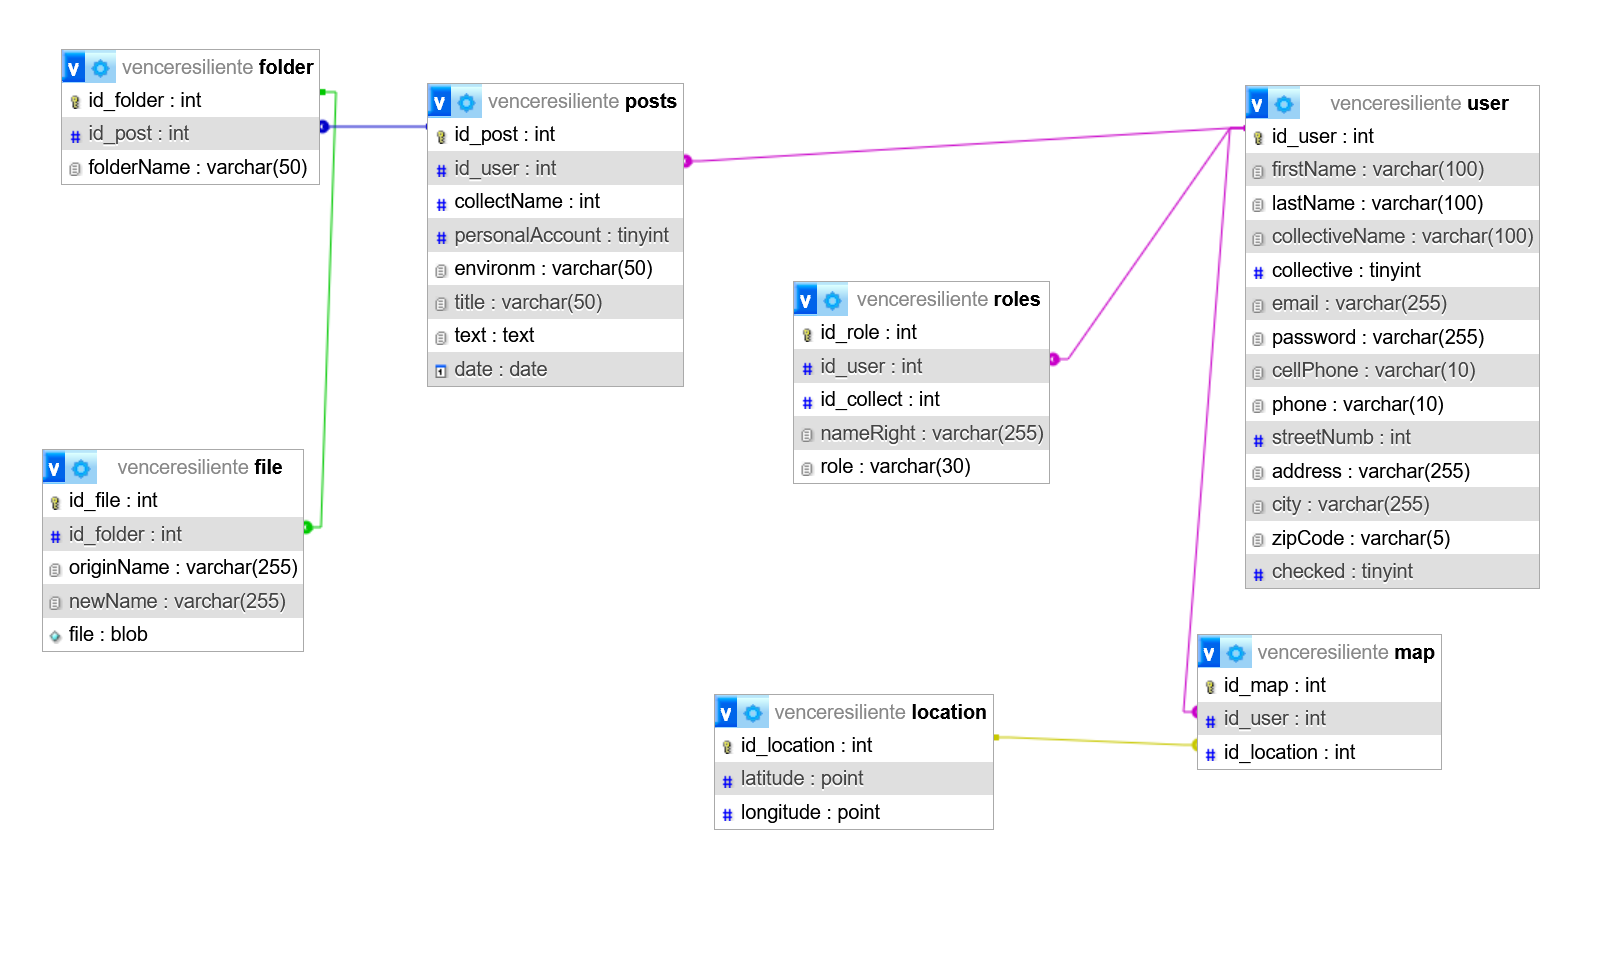 v venceresiliente folder
id_folder : int
id_post : int
folderName : varchar(50)
v venceresiliente posts
id_post : int
id_user : int
collectName : int
personalAccount : tinyint
environm : varchar(50)
title : varchar(50)
text : text
date : date
v venceresiliente user
id_user : int
firstName : varchar(100)
lastName : varchar(100)
collectiveName : varchar(100)
collective : tinyint
email : varchar(255)
password : varchar(255)
cellPhone : varchar(10)
phone : varchar(10)
streetNumb : int
address : varchar(255)
city : varchar(255)
zipCode : varchar(5)
checked : tinyint
v venceresiliente roles
id_role : int
id_user : int
id_collect : int
nameRight : varchar(255)
role : varchar(30)
v venceresiliente file
id_file : int
id_folder : int
originName : varchar(255)
newName : varchar(255)
file : blob
v venceresiliente location
id_location : int
latitude : point
longitude : point
v venceresiliente map
id_map : int
id_user : int
id_location : int